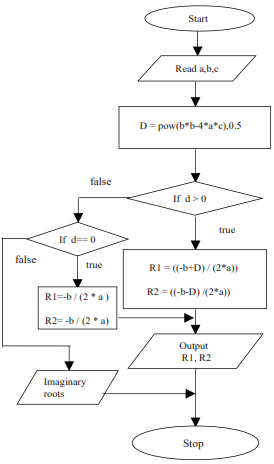 Start
Read a,b,c
D = pow(b*b-4*a*c),0.5
false
If d > 0
true
If d== 0
false
true
R1 = ((-b+D) / (2*a))
R2 = ((-b-D) /(2*a))
R1=-b / (2 * a )
R2= -b / (2 * a)
Output
R1, R2
Imaginary
roots
Stop